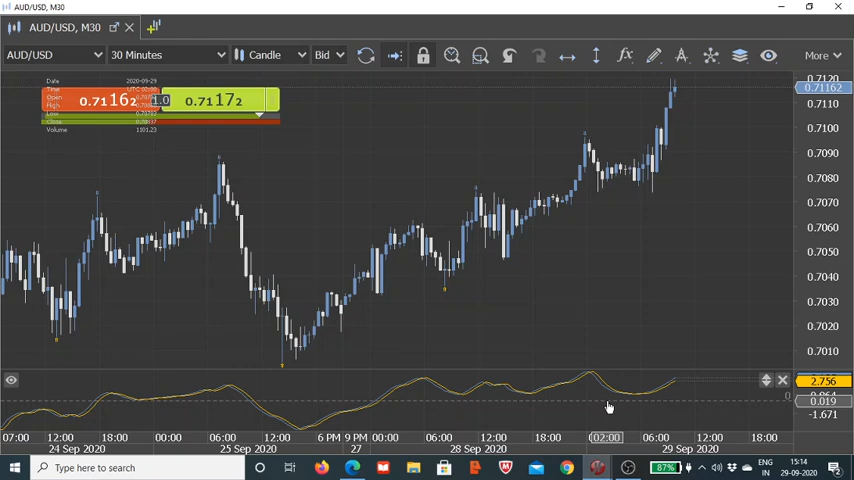 AUD/USD, M30
AUD/USD, M30
AUD/USD
30 Minutes
Candle
Bid
More
Date 2020-09-29
Time
Open
High
Low
Close
Volume 1101.23
0.71162
1.0
0.71172
0.7120
0.71162
0.7110
0.7100
0.7090
0.7080
0.7070
0.7060
0.7050
0.7040
0.7030
0.7020
0.7010
2.756
0
0.019
-1.671
07:00 12:00 18:00 00:00 06:00 12:00 6 PM 9 PM 00:00 06:00 12:00 18:00 02:00 06:00 12:00 18:00
24 Sep 2020 25 Sep 2020 27 28 Sep 2020 29 Sep 2020
Type here to search
87%
ENG
IN
15:14
29-09-2020
2